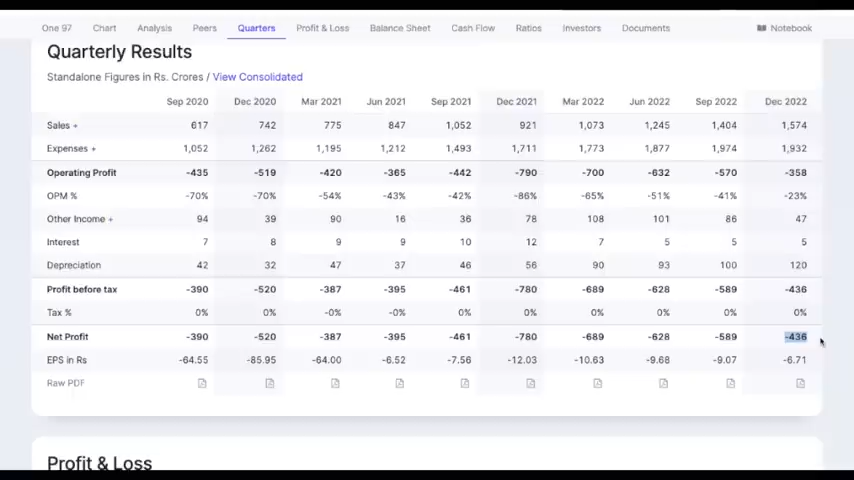 One 97 Chart Analysis Peers Quarters Profit & Loss Balance Sheet Cash Flow Ratios Investors Documents Notebook
Quarterly Results
Standalone Figures in Rs. Crores / View Consolidated
Sep 2020 Dec 2020 Mar 2021 Jun 2021 Sep 2021 Dec 2021 Mar 2022 Jun 2022 Sep 2022 Dec 2022
Sales + 617 742 775 847 1,052 921 1,073 1,245 1,404 1,574
Expenses + 1,052 1,262 1,195 1,212 1,493 1,711 1,773 1,877 1,974 1,932
Operating Profit -435 -519 -420 -365 -442 -790 -700 -632 -570 -358
OPM % -70% -70% -54% -43% -42% -86% -65% -51% -41% -23%
Other Income + 94 39 90 16 36 78 108 101 86 47
Interest 7 8 9 9 10 12 7 5 5 5
Depreciation 42 32 47 37 46 56 90 93 100 120
Profit before tax -390 -520 -387 -395 -461 -780 -689 -628 -589 -436
Tax % 0% 0% -0% -0% 0% 0% 0% 0% 0% 0%
Net Profit -390 -520 -387 -395 -461 -780 -689 -628 -589 -436
EPS in Rs -64.55 -85.95 -64.00 -6.52 -7.56 -12.03 -10.63 -9.68 -9.07 -6.71
Raw PDF
Profit & Loss